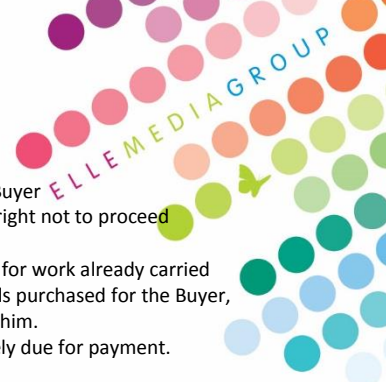 ELLEMEDIAGROUP
Buyer
right not to proceed
for work already carried
ls purchased for the Buyer,
him.
ely due for payment.